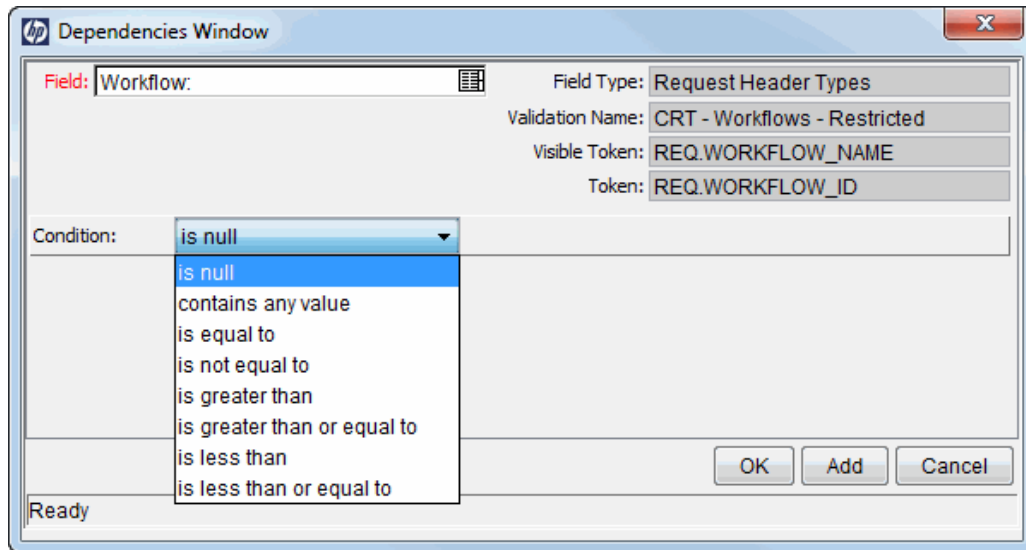 hp Dependencies Window
Field: Workflow:
Field Type: Request Header Types
Validation Name: CRT - Workflows - Restricted
Visible Token: REQ.WORKFLOW_NAME
Token: REQ.WORKFLOW_ID
Condition: is null
is null
contains any value
is equal to
is not equal to
is greater than
is greater than or equal to
is less than
is less than or equal to
OK Add Cancel
Ready